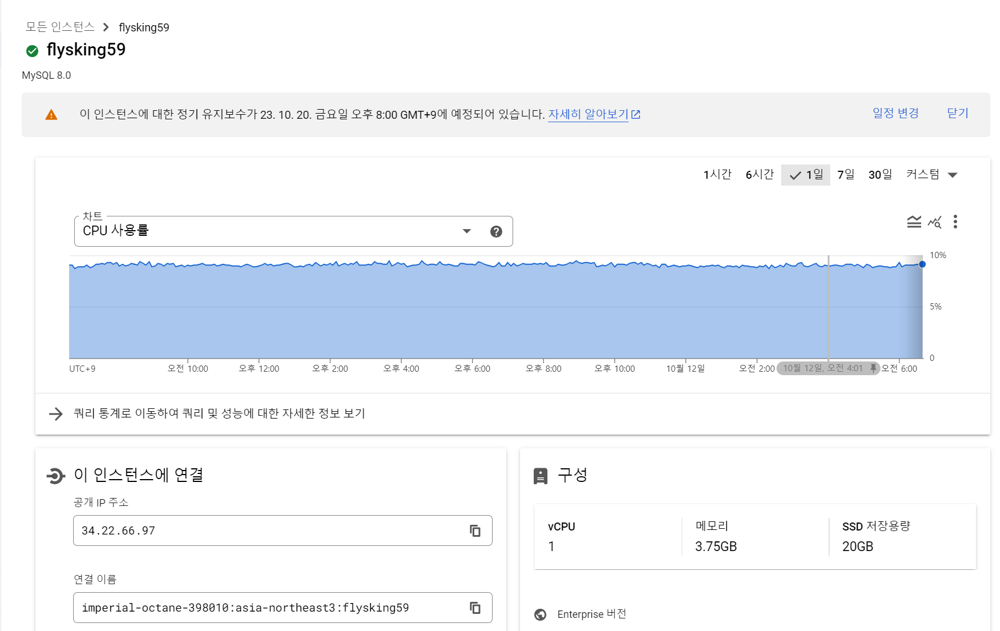 모든 인스턴스 > flysking59
flysking59
MySQL 8.0
이 인스턴스에 대한 정기 유지보수가 23. 10. 20. 금요일 오후 8:00 GMT+9에 예정되어 있습니다. 자세히 알아보기 일정 변경 닫기
1시간 6시간 1일 7일 30일 커스텀
차트
CPU 사용률
10%
5%
0
UTC+9 오전 10:00 오후 12:00 오후 2:00 오후 4:00 오후 6:00 오후 8:00 오후 10:00 10월 12일 오전 2:00 10월 12일, 오전 4:01 오전 6:00
쿼리 통계로 이동하여 쿼리 및 성능에 대한 자세한 정보 보기
이 인스턴스에 연결
공개 IP 주소
34.22.66.97
연결 이름
imperial-octane-398010:asia-northeast3:flysking59
구성
vCPU 메모리 SSD 저장용량
1 3.75GB 20GB
Enterprise 버전